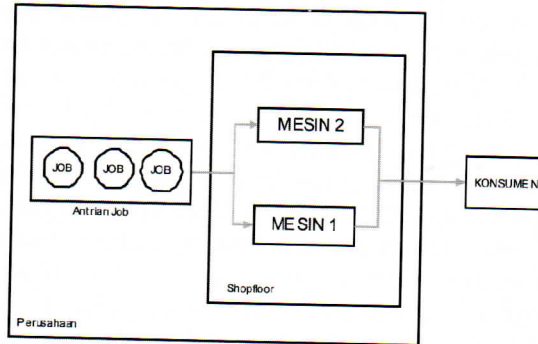 MESIN 2
JOB
JOB
JOB
KONSUMEN
Antrian Job
MESIN 1
Shopfloor
Perusahaan